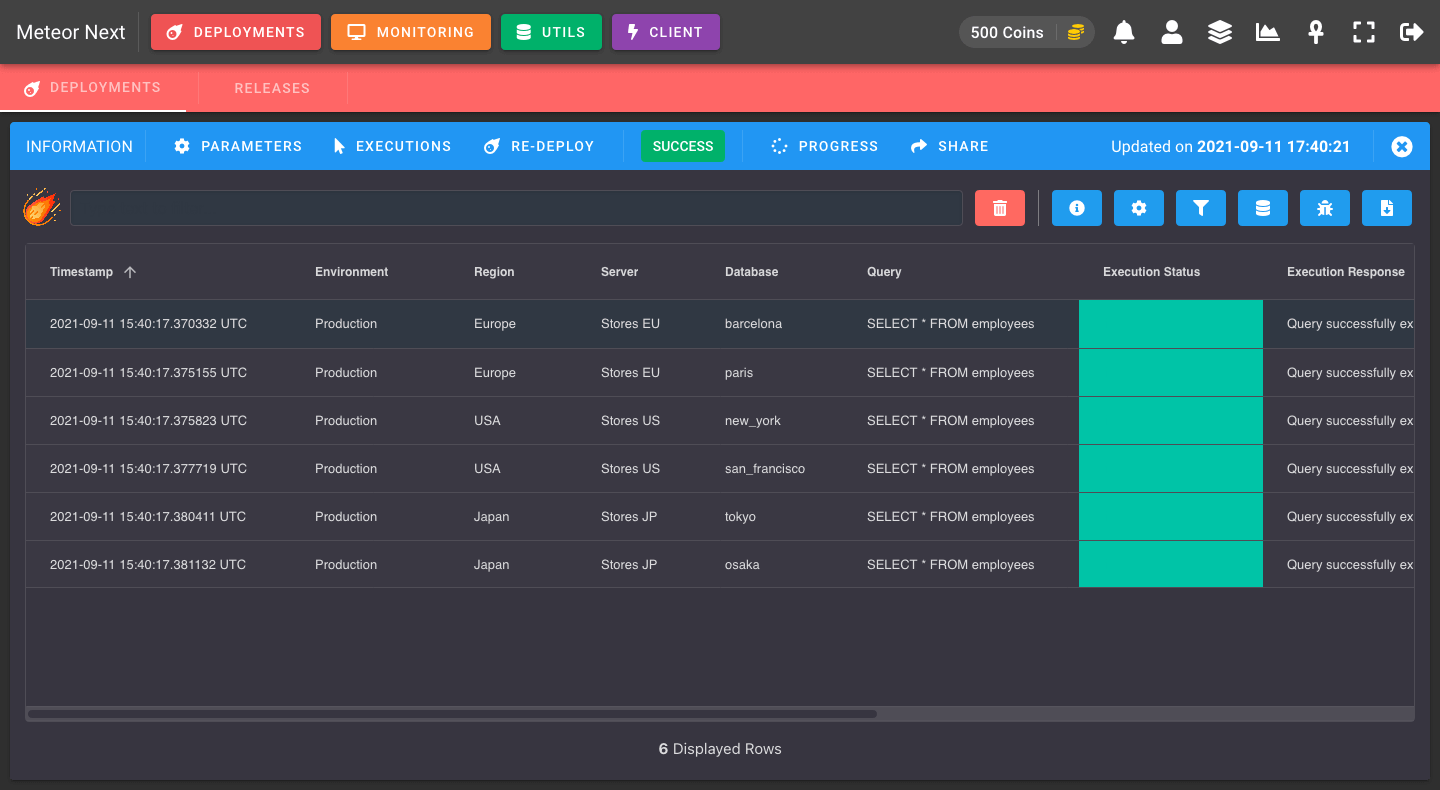 Meteor Next DEPLOYMENTS MONITORING UTILS CLIENT 500 Coins
DEPLOYMENTS RELEASES
INFORMATION PARAMETERS EXECUTIONS RE-DEPLOY SUCCESS PROGRESS SHARE Updated on 2021-09-11 17:40:21
Timestamp Environment Region Server Database Query Execution Status Execution Response
2021-09-11 15:40:17.370332 UTC Production Europe Stores EU barcelona SELECT * FROM employees Query successfully ex
2021-09-11 15:40:17.375155 UTC Production Europe Stores EU paris SELECT * FROM employees Query successfully ex
2021-09-11 15:40:17.375823 UTC Production USA Stores US new_york SELECT * FROM employees Query successfully ex
2021-09-11 15:40:17.377719 UTC Production USA Stores US san_francisco SELECT * FROM employees Query successfully ex
2021-09-11 15:40:17.380411 UTC Production Japan Stores JP tokyo SELECT * FROM employees Query successfully ex
2021-09-11 15:40:17.381132 UTC Production Japan Stores JP osaka SELECT * FROM employees Query successfully ex
6 Displayed Rows